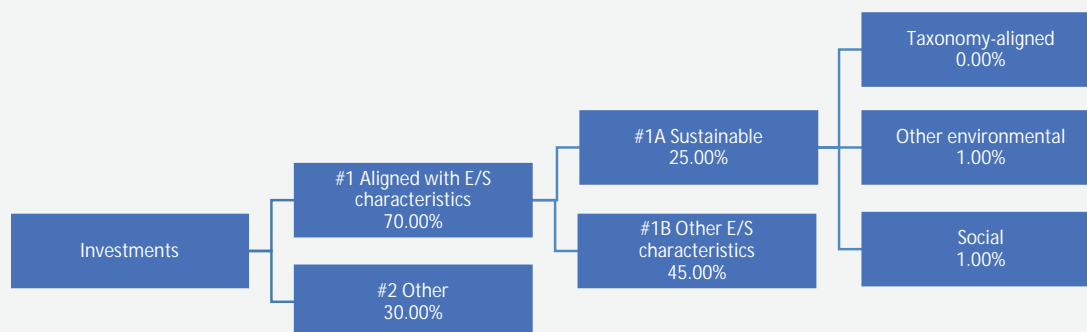 Investments
#1 Aligned with E/S
characteristics
70.00%
#2 Other
30.00%
#1A Sustainable
25.00%
#1B Other E/S
characteristics
45.00%
Taxonomy-aligned
0.00%
Other environmental
1.00%
Social
1.00%